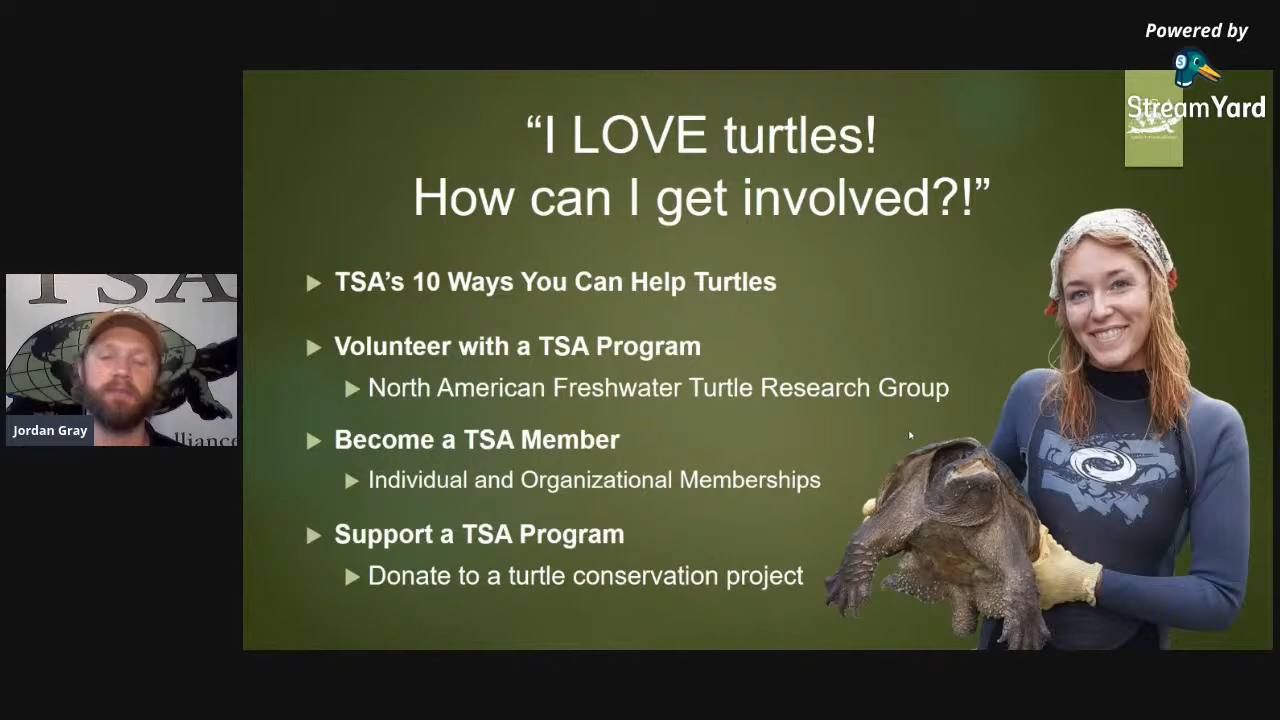 Powered by
StreamYard
“I LOVE turtles!
How can I get involved?!”
TSA’s 10 Ways You Can Help Turtles
Volunteer with a TSA Program
North American Freshwater Turtle Research Group
Become a TSA Member
Individual and Organizational Memberships
Support a TSA Program
Donate to a turtle conservation project
TSA
Jordan Gray
lliance